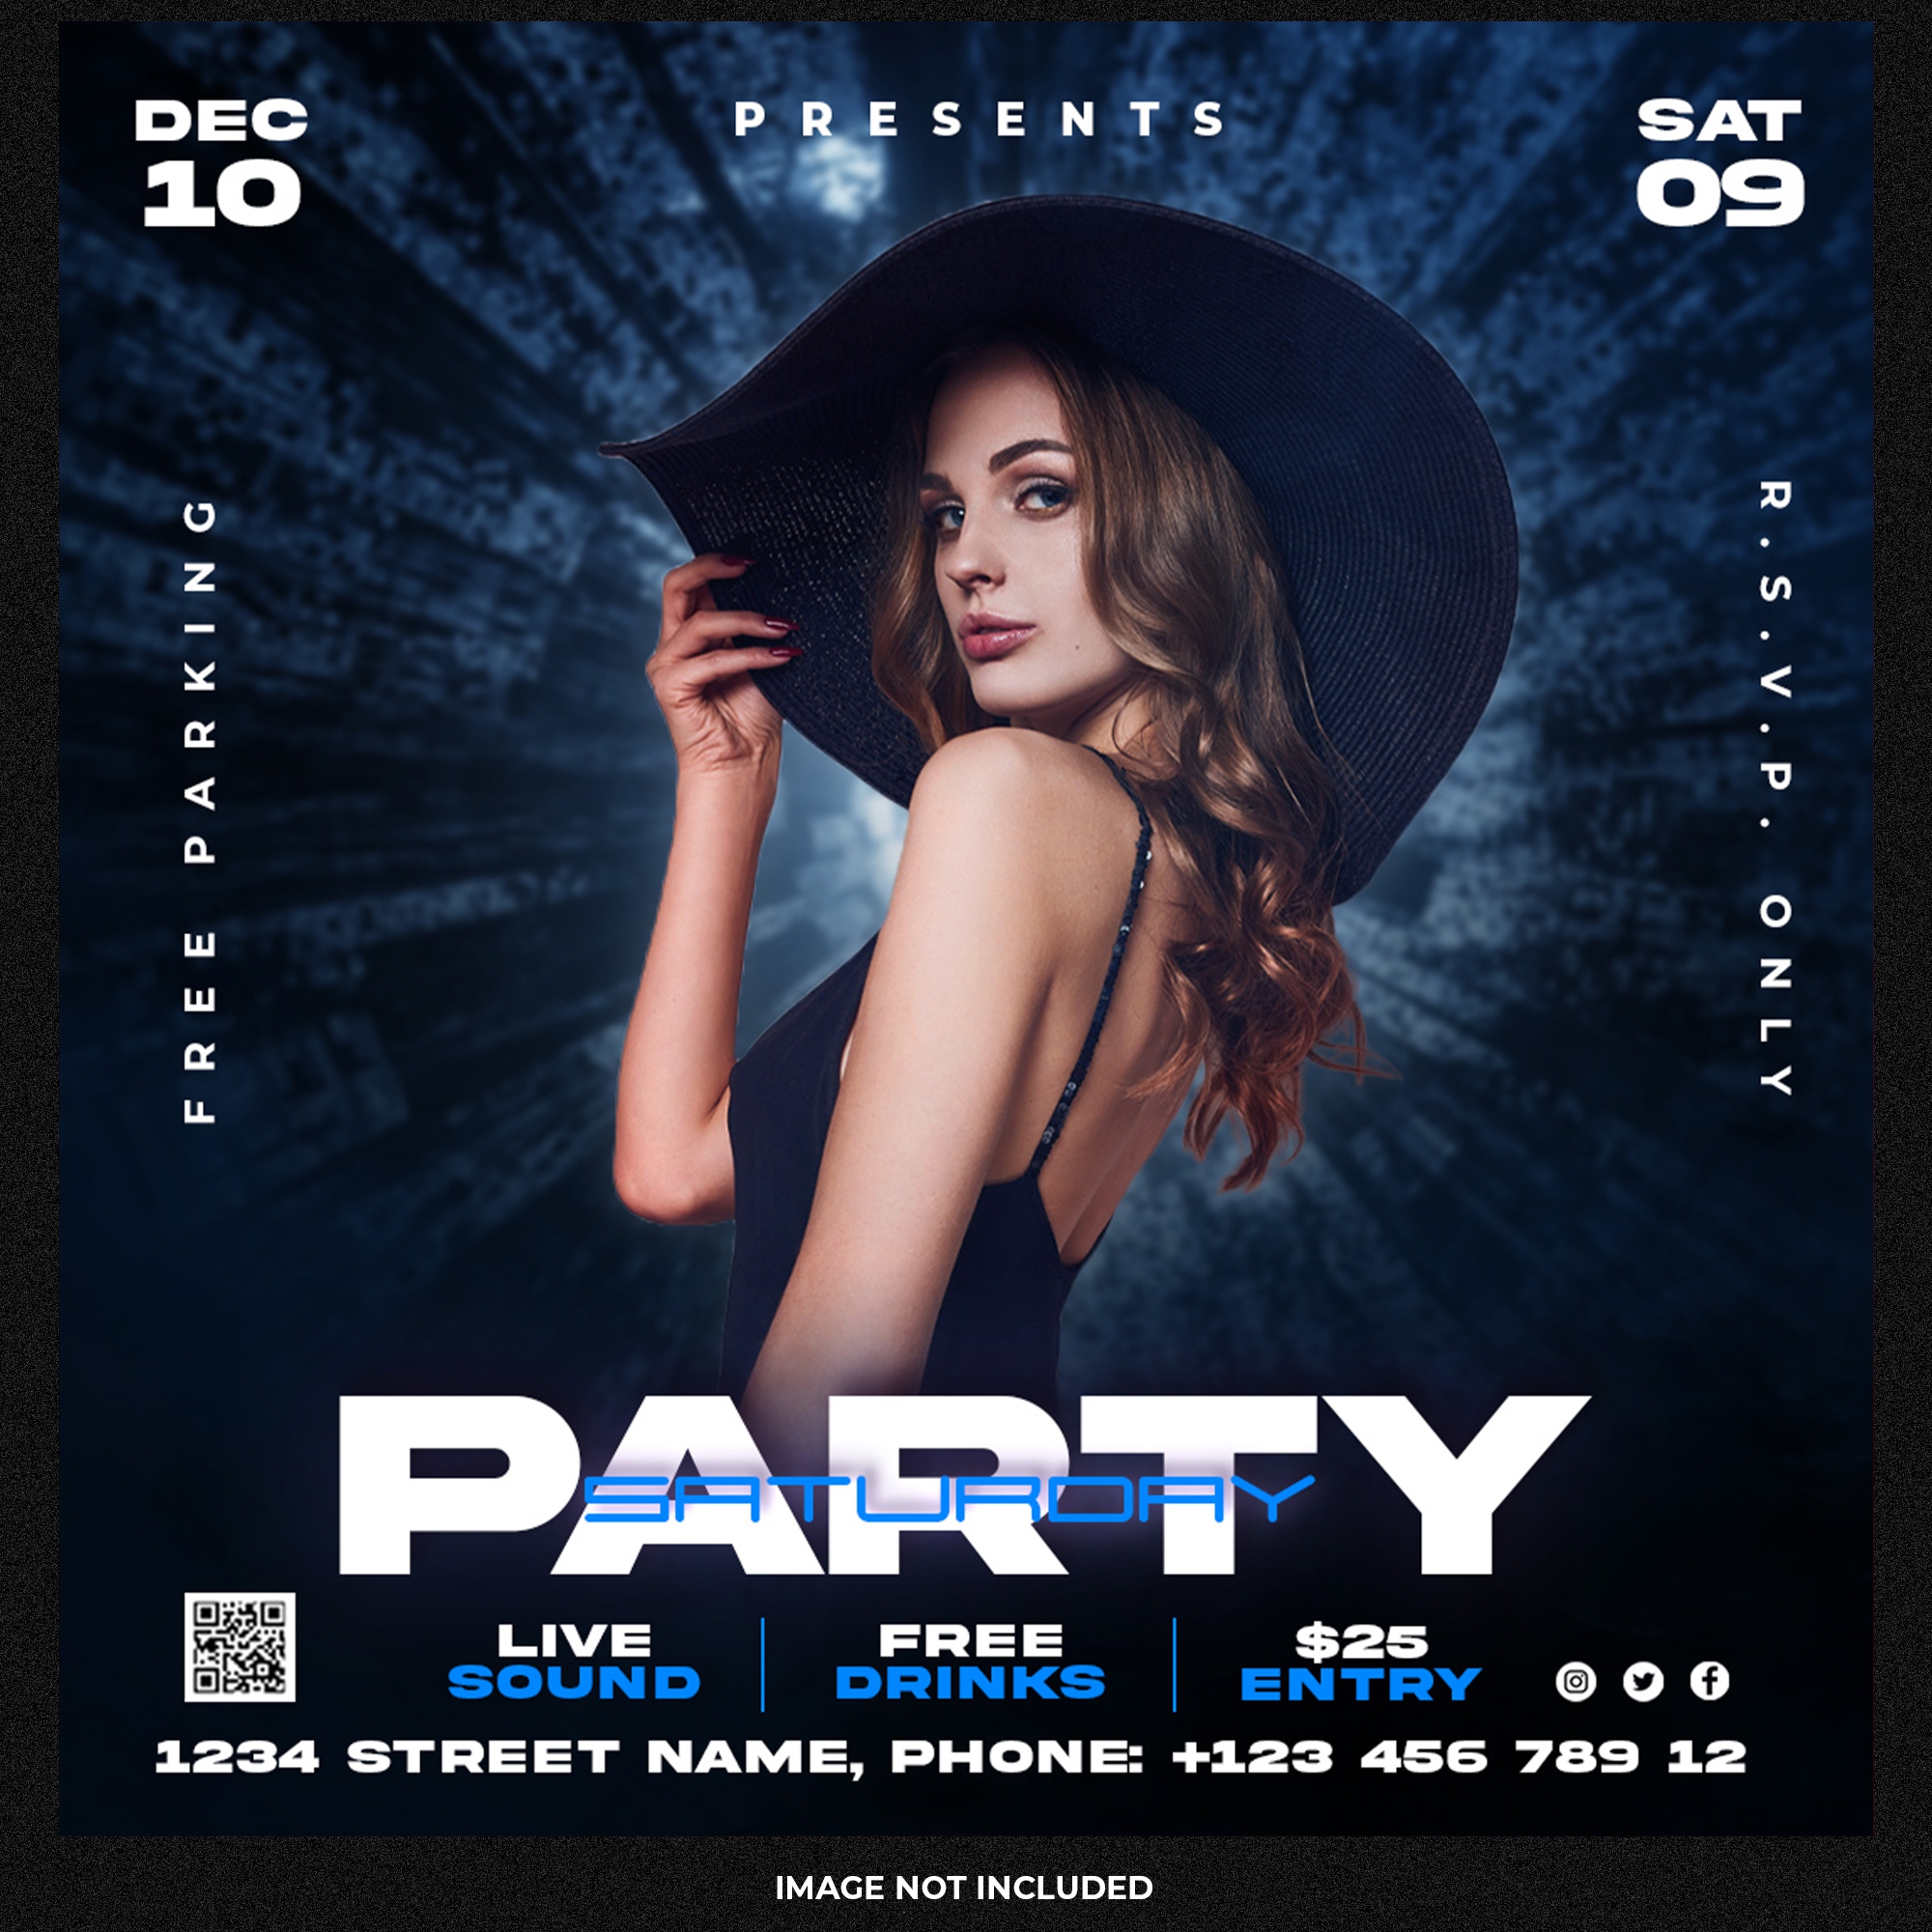 DEC
10
PRESENTS
SAT
09
FREE PARKING
R.S.V.P. ONLY
PARTY
SATURDAY
LIVE
SOUND
FREE
DRINKS
$25
ENTRY
1234 STREET NAME, PHONE: +123 456 789 12
IMAGE NOT INCLUDED